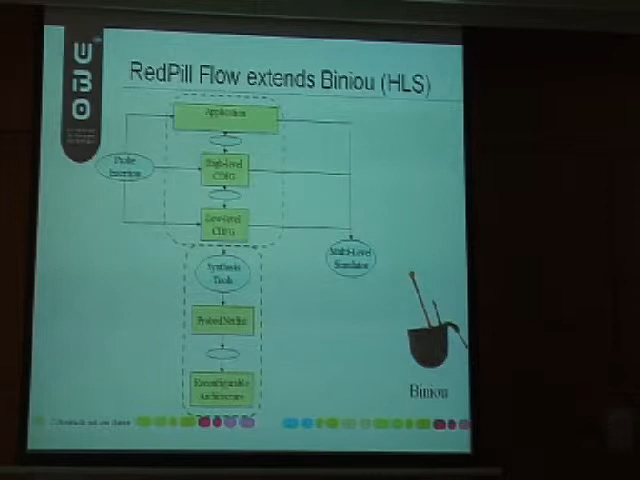 UBO
RedPill Flow extends Biniou (HLS)
Application
Probe
Insertion
High-level
CDFG
Low-level
CDFG
Multi-Level
Simulator
Synthesis
Tools
Probed Netlist
Reconfigurable
Architecture
Biniou